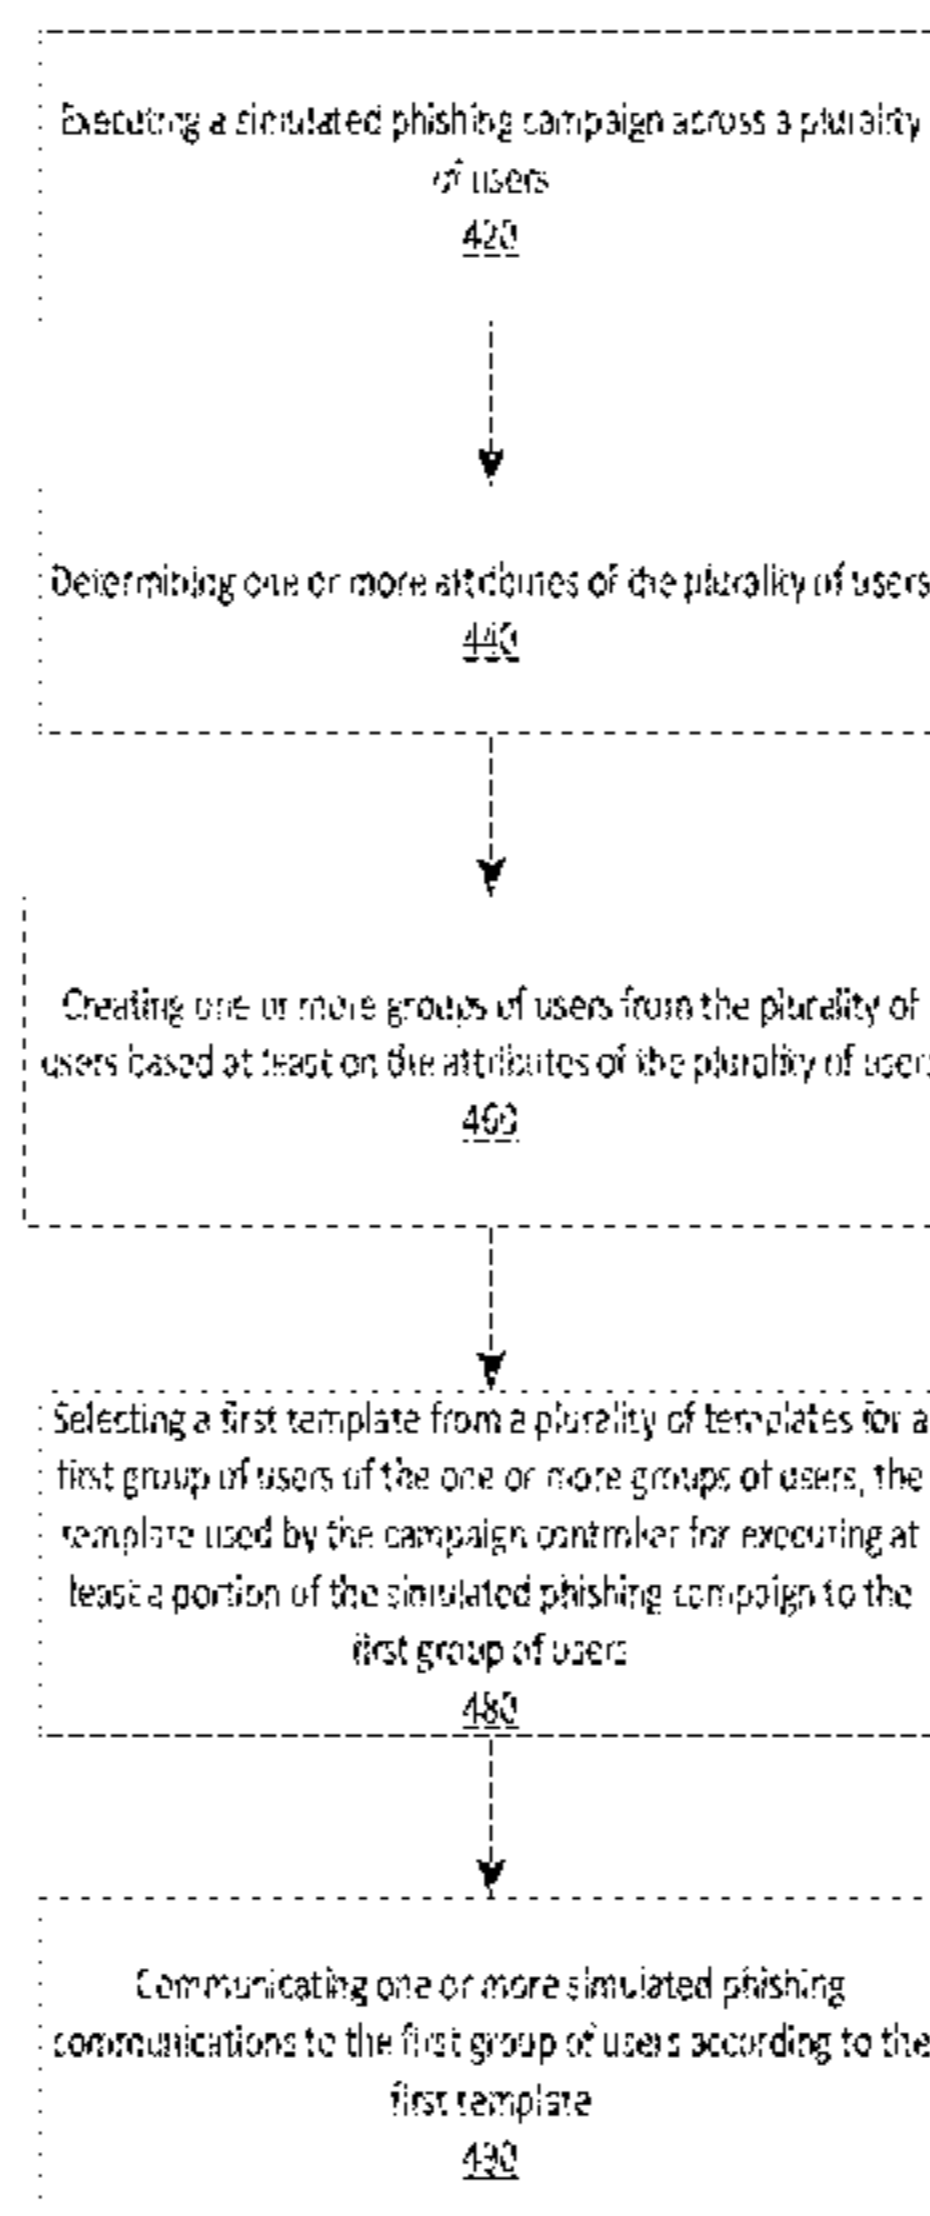 Executing a simulated phishing campaign across a plurality
of users
420
Determining one or more attributes of the plurality of users
440
Creating one or more groups of users from the plurality of
users based at least on the attributes of the plurality of users
460
Selecting a first template from a plurality of templates for a
first group of users of the one or more groups of users, the
template used by the campaign controller for executing at
least a portion of the simulated phishing campaign to the
first group of users
480
Communicating one or more simulated phishing
communications to the first group of users according to the
first template
490